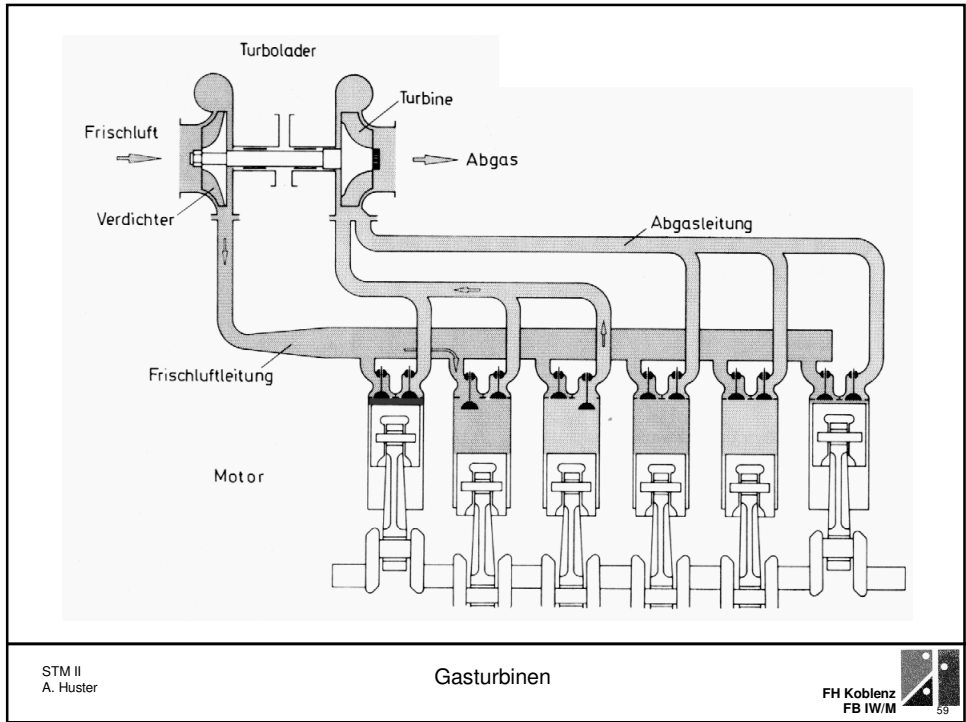 Turbolader
Turbine
Frischluft
Abgas
Verdichter
Abgasleitung
Frischluftleitung
Motor
STM II
A. Huster
Gasturbinen
FH Koblenz
FB IW/M
59